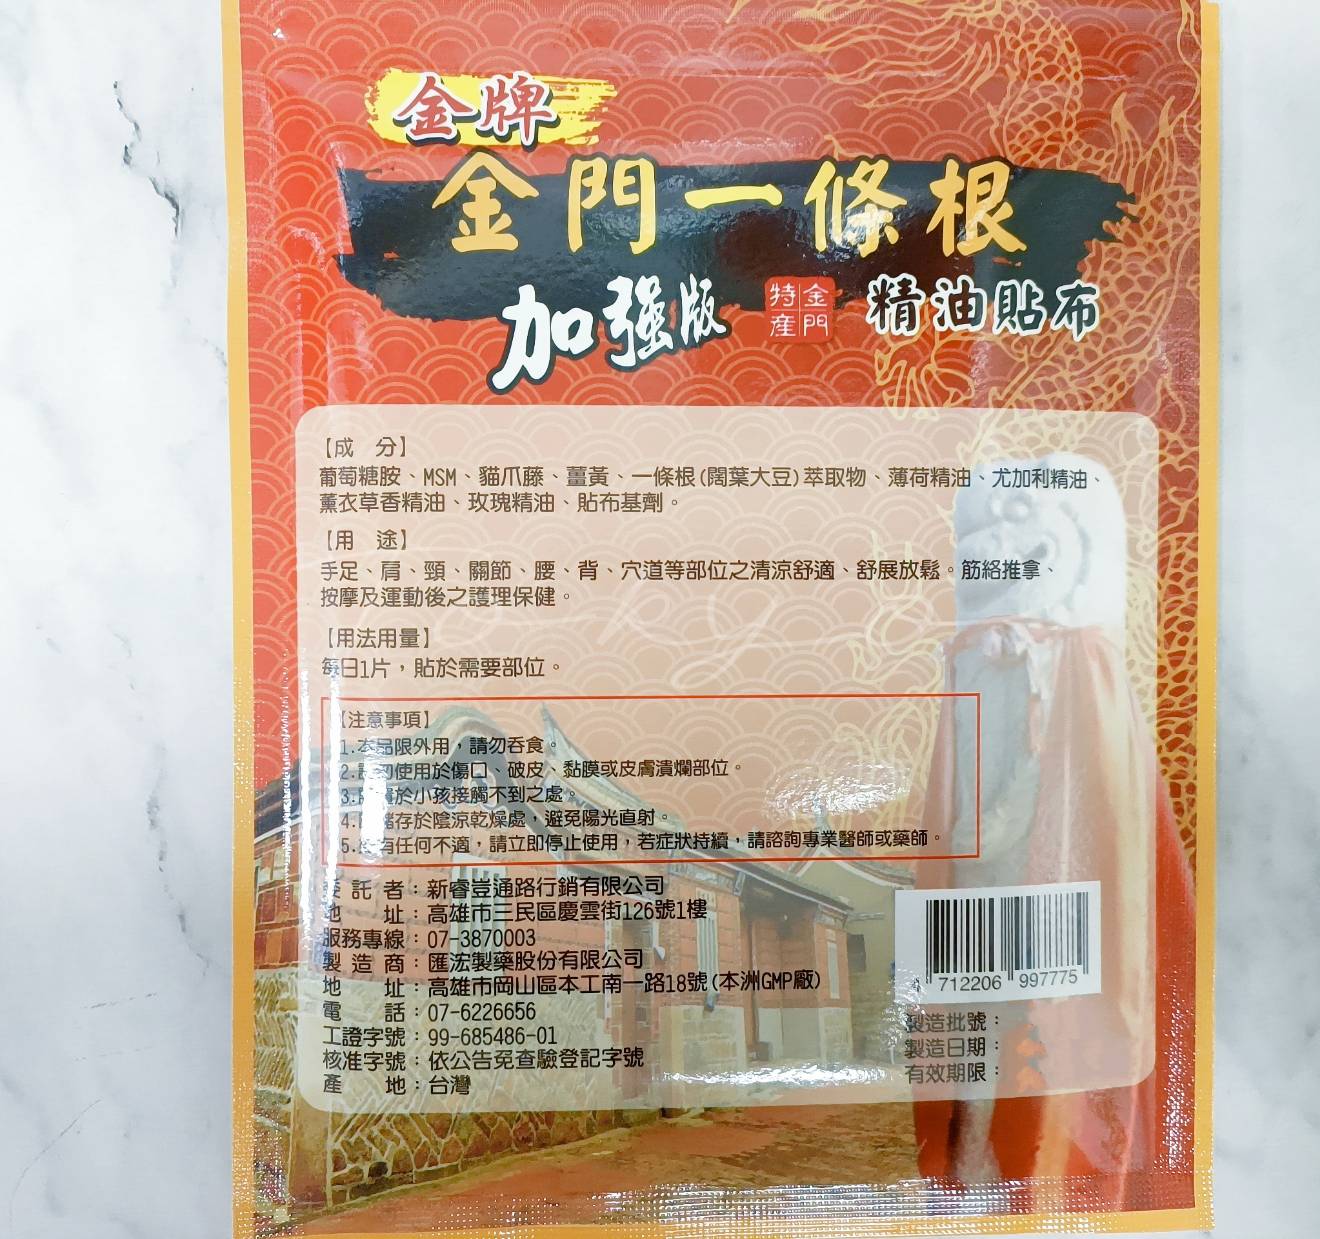 金牌
金門一條根
加強版 金門特產 精油貼布
【成 分】
葡萄糖胺、MSM、貓爪藤、薑黃、一條根(闊葉大豆)萃取物、薄荷精油、尤加利精油、
薰衣草香精油、玫瑰精油、貼布基劑。
【用 途】
手足、肩、頸、關節、腰、背、穴道等部位之清涼舒適、舒展放鬆。筋絡推拿、
按摩及運動後之護理保健。
【用法用量】
每日1片，貼於需要部位。
【注意事項】
1.本品限外用，請勿吞食。
2.請勿使用於傷口、破皮、黏膜或皮膚潰爛部位。
3.於小孩接觸不到之處。
4.儲存於陰涼乾燥處，避免陽光直射。
5.有任何不適，請立即停止使用，若症狀持續，請諮詢專業醫師或藥師。
委託者：新睿豈通路行銷有限公司
地 址：高雄市三民區慶雲街126號1樓
服務專線：07-3870003
製造商：匯浤製藥股份有限公司
地 址：高雄市岡山區本工南一路18號(本洲GMP廠)
電 話：07-6226656
工證字號：99-685486-01
核准字號：依公告免查驗登記字號
產 地：台灣
4 712206 997775
製造批號：
製造日期：
有效期限：